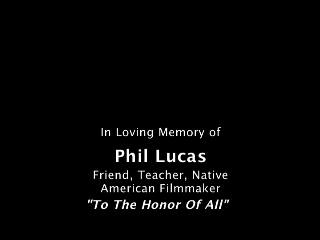 In Loving Memory of
Phil Lucas
Friend, Teacher, Native
American Filmmaker
"To The Honor Of All"